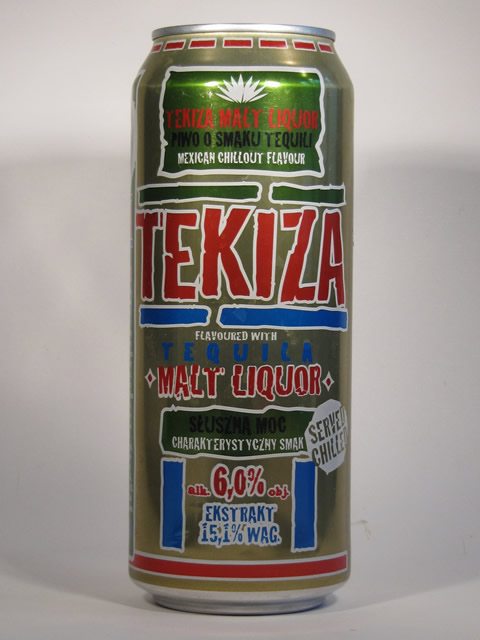 TEKIZA MALT LIQUOR
PIWO O SMAKU TEQUILI
MEXICAN CHILLOUT FLAVOUR
TEKIZA
FLAVOURED WITH
TEQUILA
MALT LIQUOR
SŁUSZNA MOC
CHARAKTERYSTYCZNY SMAK
SERVED
CHILLED
alk. 6,0% obj.
EKSTRAKT
15,1% WAG.